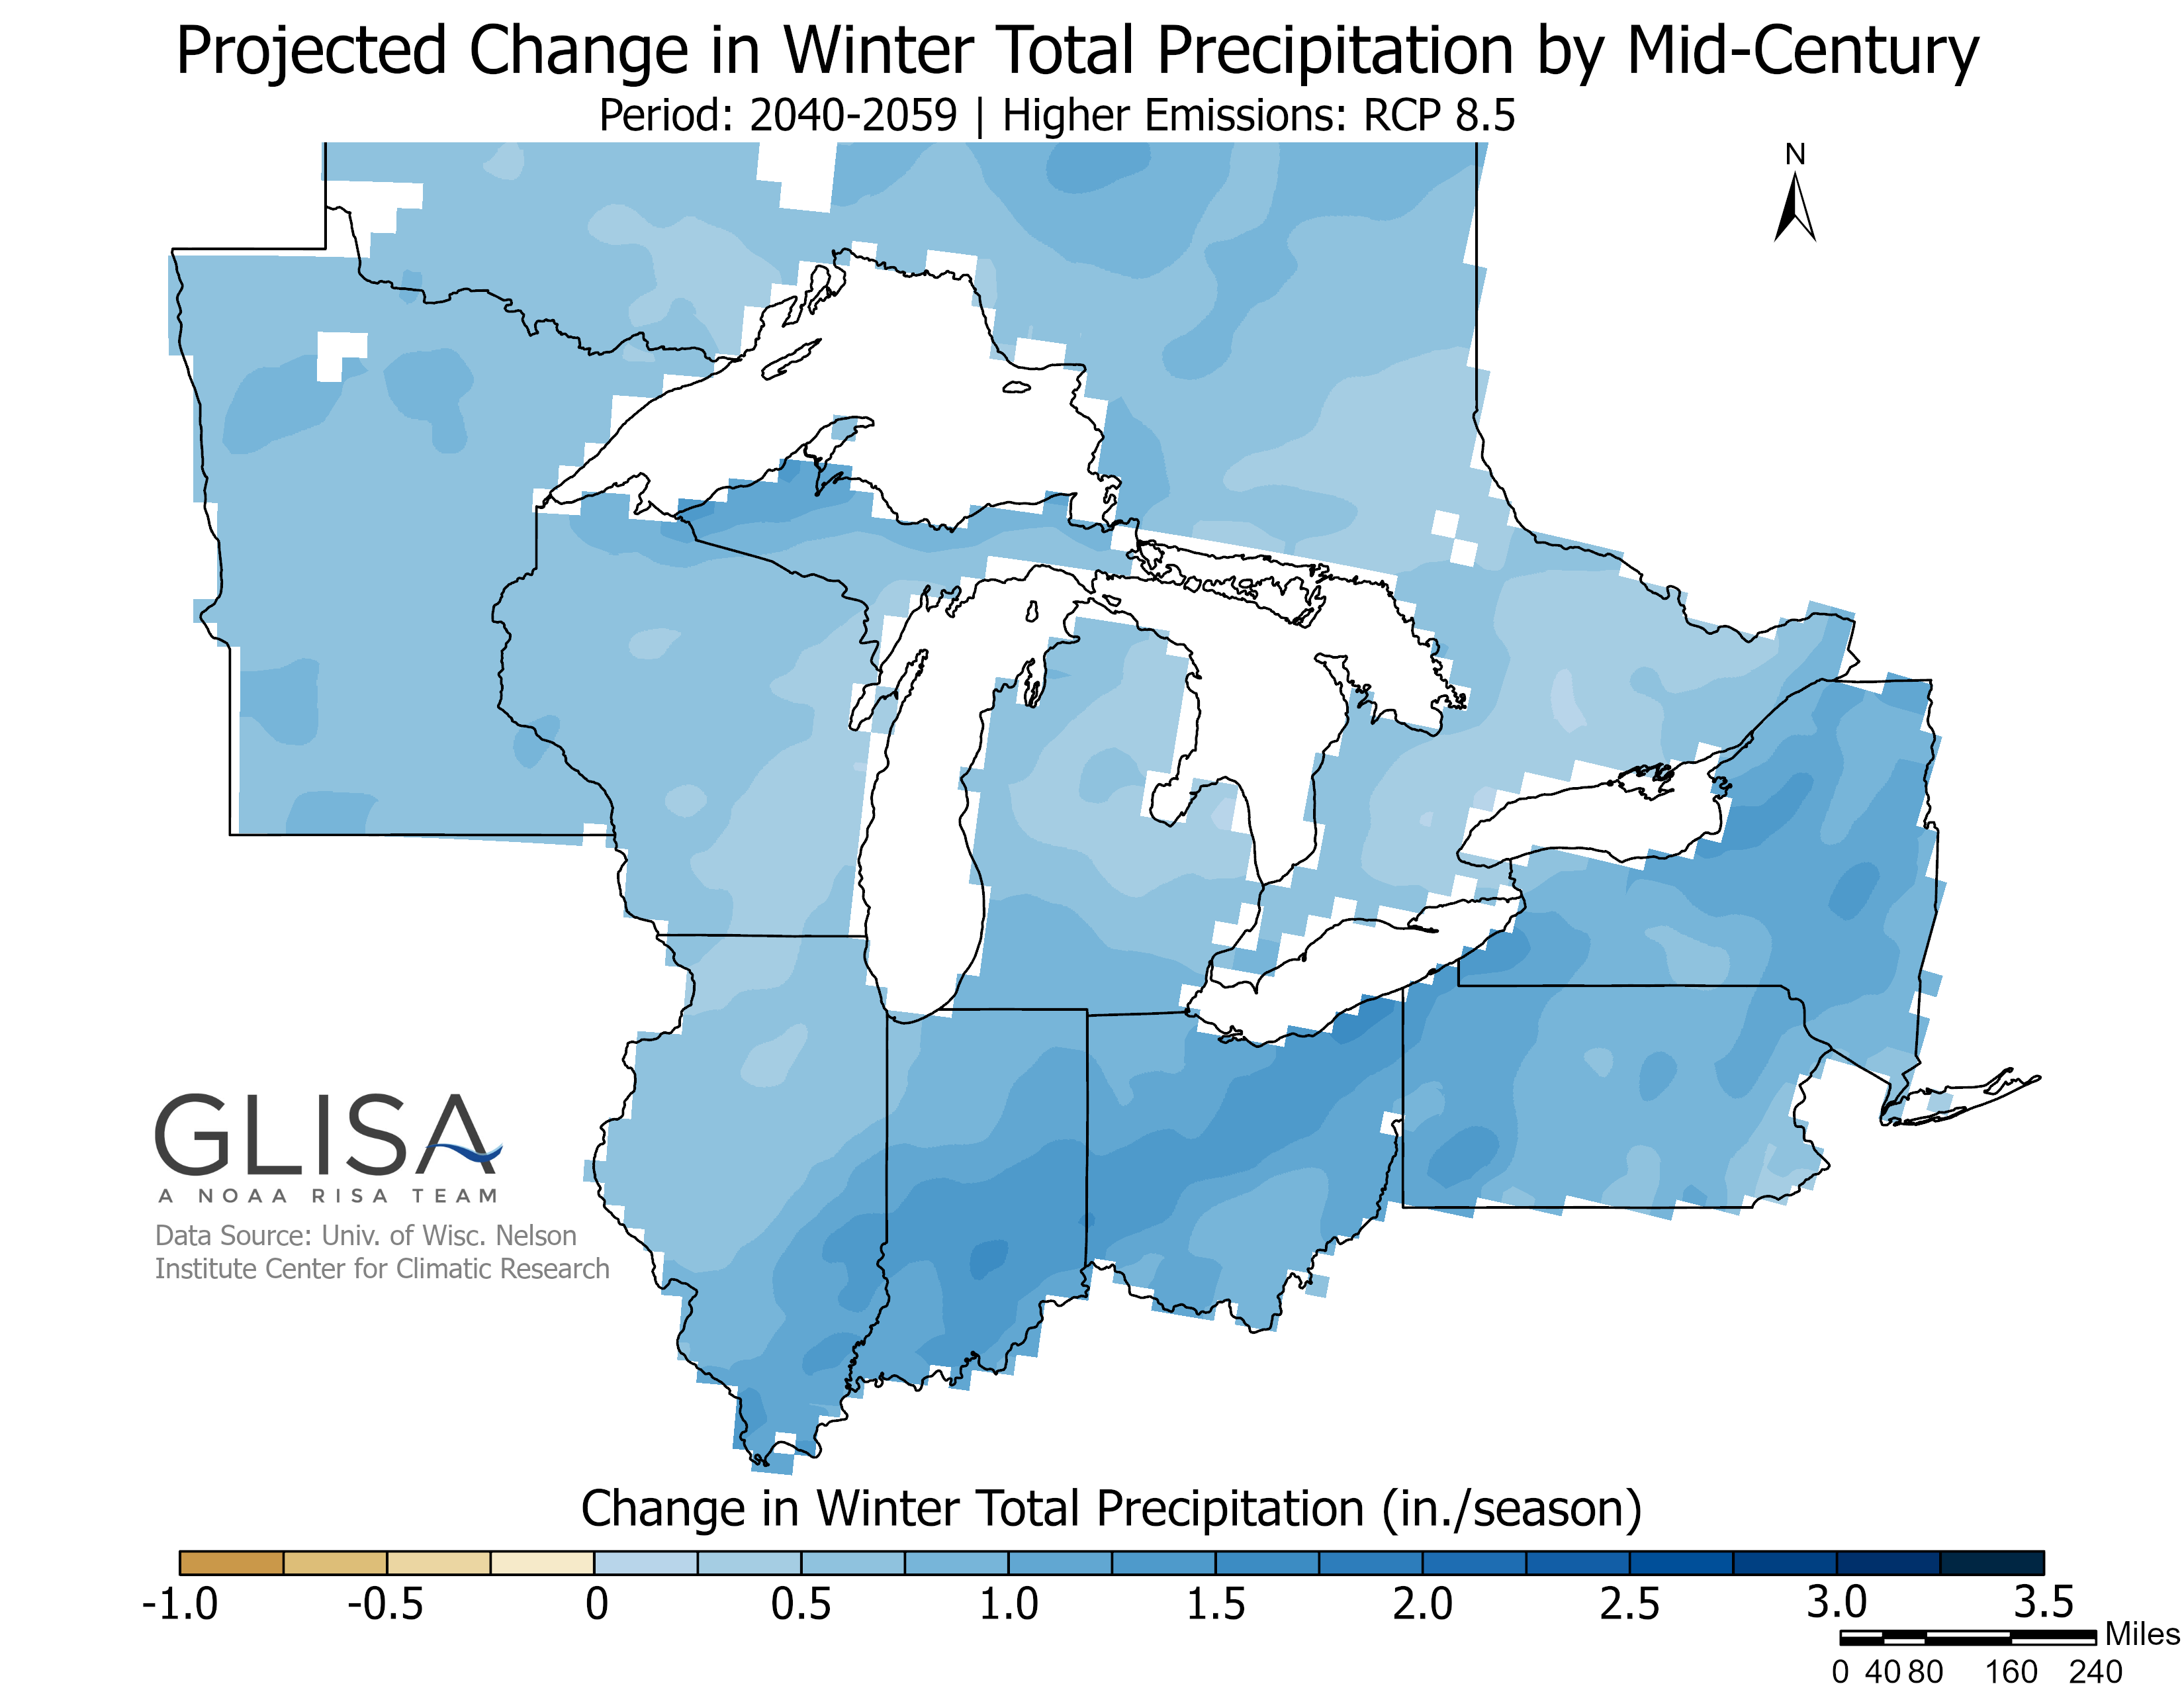 Projected Change in Winter Total Precipitation by Mid-Century
Period: 2040-2059 | Higher Emissions: RCP 8.5
N
GLISA
A NOAA RISA TEAM
Data Source: Univ. of Wisc. Nelson
Institute Center for Climatic Research
Change in Winter Total Precipitation (in./season)
-1.0 -0.5 0 0.5 1.0 1.5 2.0 2.5 3.0 3.5
Miles
0 40 80 160 240